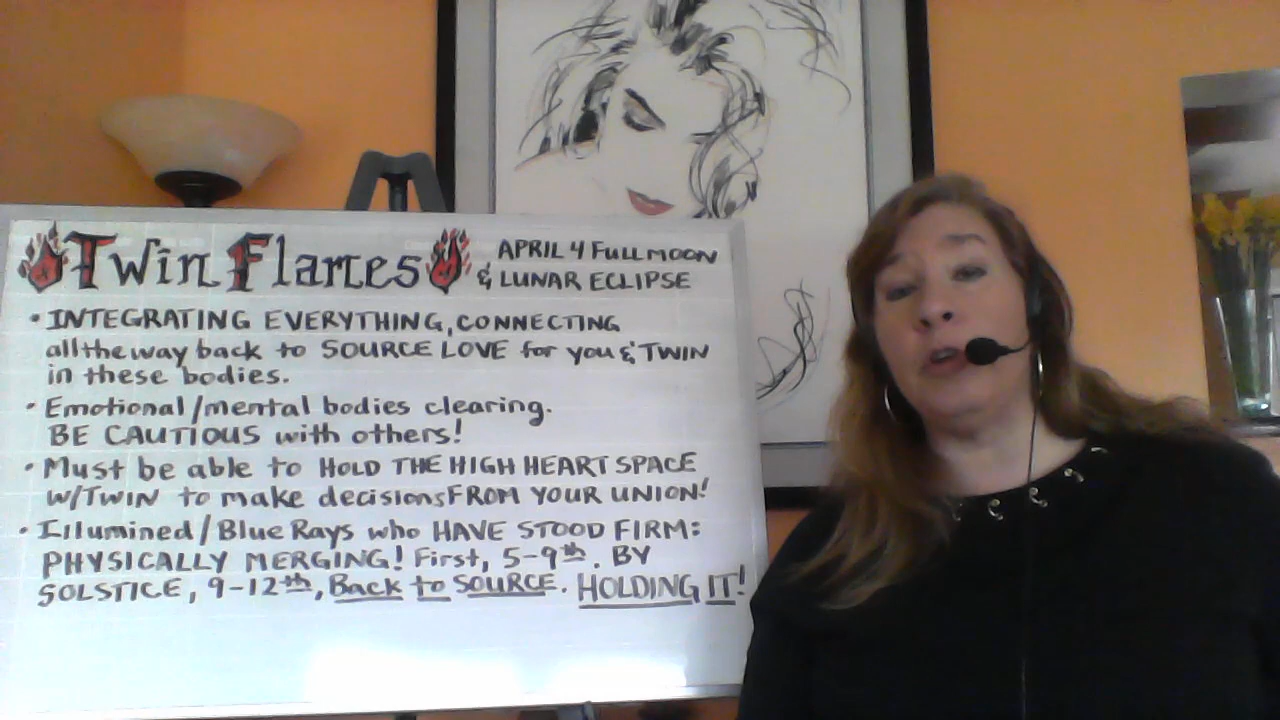 Twin Flames
APRIL 4 FULL MOON
& LUNAR ECLIPSE
• INTEGRATING EVERYTHING, CONNECTING
all the way back to SOURCE LOVE for you & TWIN
in these bodies.
• Emotional/mental bodies clearing.
BE CAUTIOUS with others!
• Must be able to HOLD THE HIGH HEART SPACE
W/TWIN to make decisions FROM YOUR UNION!
• Illumined/Blue Rays who HAVE STOOD FIRM:
PHYSICALLY MERGING! First, 5-9th. BY
SOLSTICE, 9-12th, Back to SOURCE. HOLDING IT!